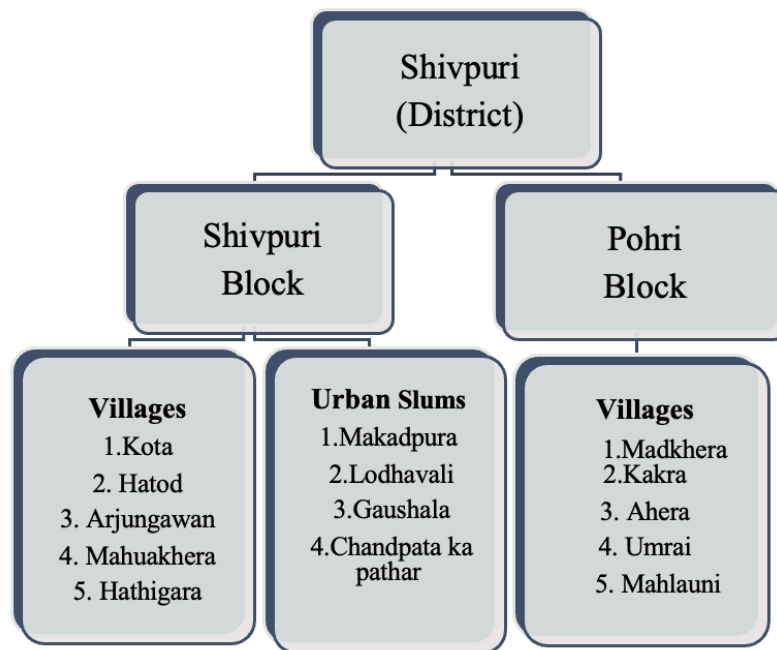 Shivpuri
(District)
Shivpuri
Block
Pohri
Block
Villages
1.Kota
2. Hatod
3. Arjungawan
4. Mahuakhera
5. Hathigara
Urban Slums
1.Makadpura
2.Lodhavali
3.Gaushala
4.Chandpata ka
pathar
Villages
1.Madkhera
2.Kakra
3. Ahera
4. Umrai
5. Mahlauni